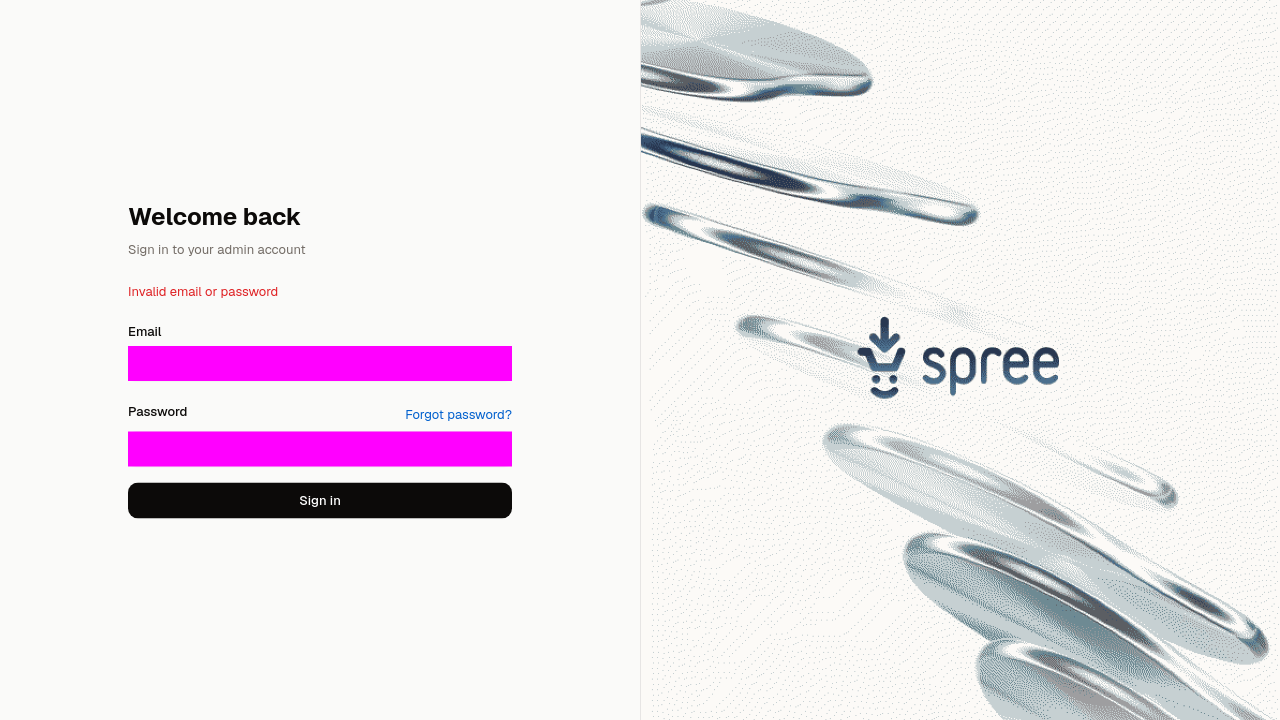 Welcome back
Sign in to your admin account
Invalid email or password
Email
Password
Forgot password?
Sign in
spree